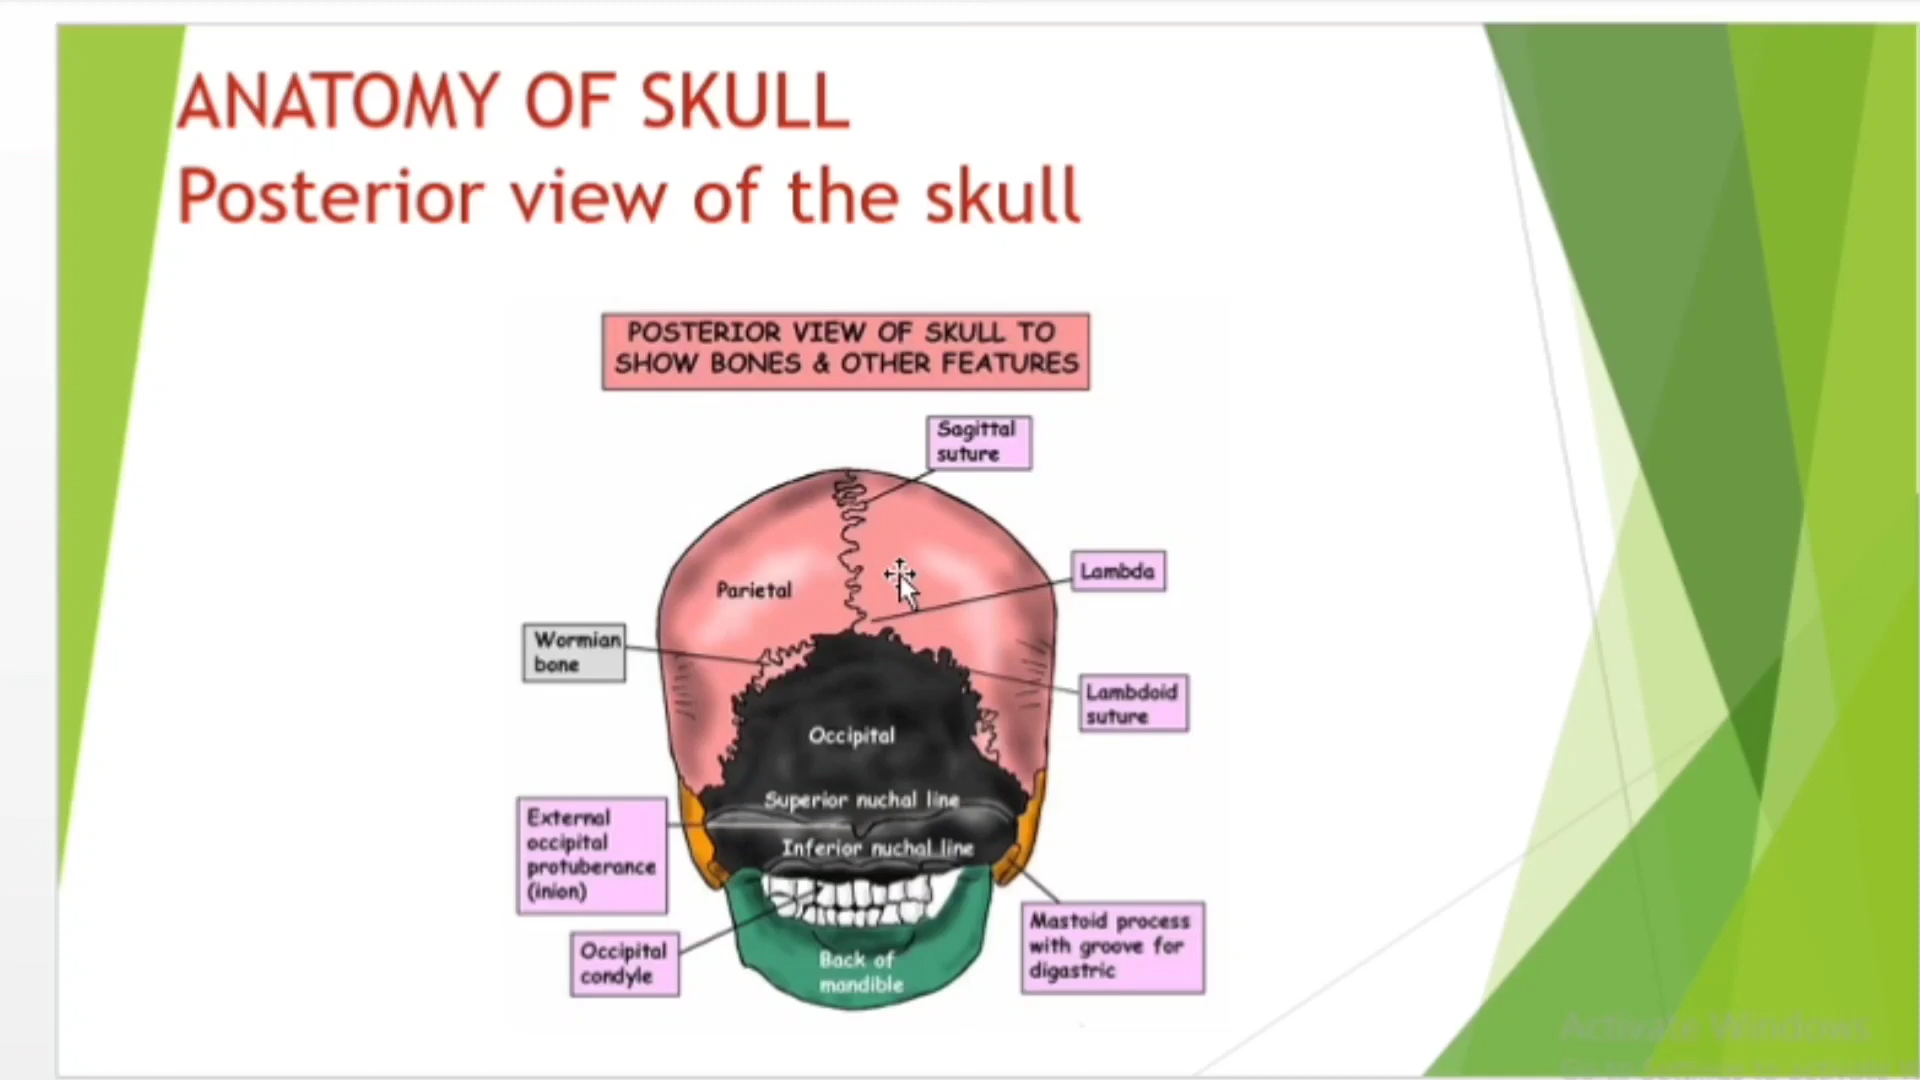 ANATOMY OF SKULL
Posterior view of the skull
POSTERIOR VIEW OF SKULL TO
SHOW BONES & OTHER FEATURES
Sagittal
suture
Lambda
Parietal
Wormian
bone
Lambdoid
suture
Occipital
Superior nuchal line
External
occipital
protuberance
(inion)
Inferior nuchal line
Mastoid process
with groove for
digastric
Occipital
condyle
Back of
mandible
Activate Windows